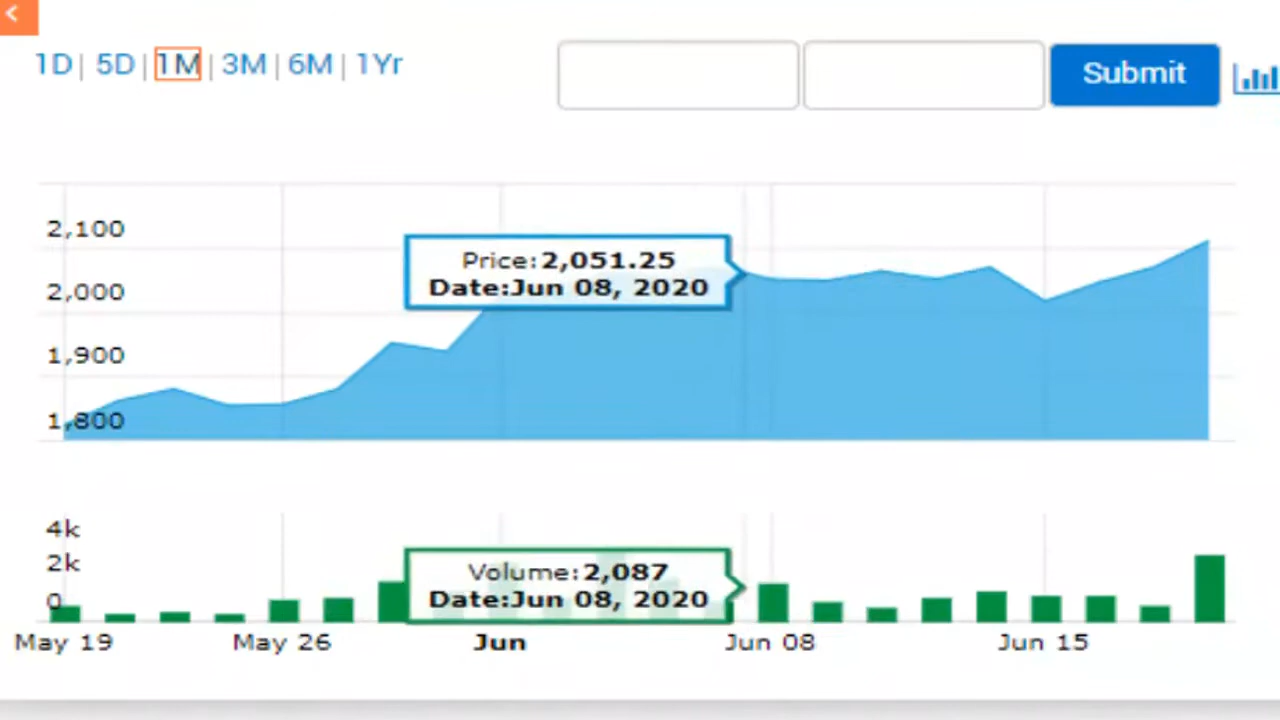 1D | 5D | 1M | 3M | 6M | 1Yr
Submit
2,100
2,000
1,900
1,800
Price: 2,051.25
Date:Jun 08, 2020
4k
2k
0
Volume: 2,087
Date:Jun 08, 2020
May 19 May 26 Jun Jun 08 Jun 15